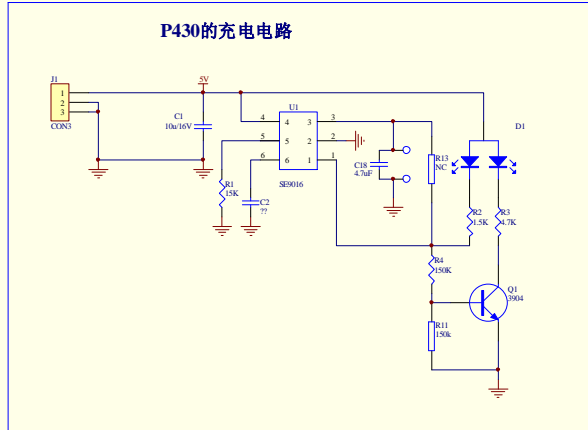 P430的充电电路
J1
1
2
3
CON3
5V
C1
10u/16V
U1
4 4 3 3
5 5 2 2
6 6 1 1
SE9016
R1
15K
C2
??
C18
4.7uF
R13
NC
D1
R2
1.5K
R3
4.7K
R4
150K
Q1
3904
R11
150k